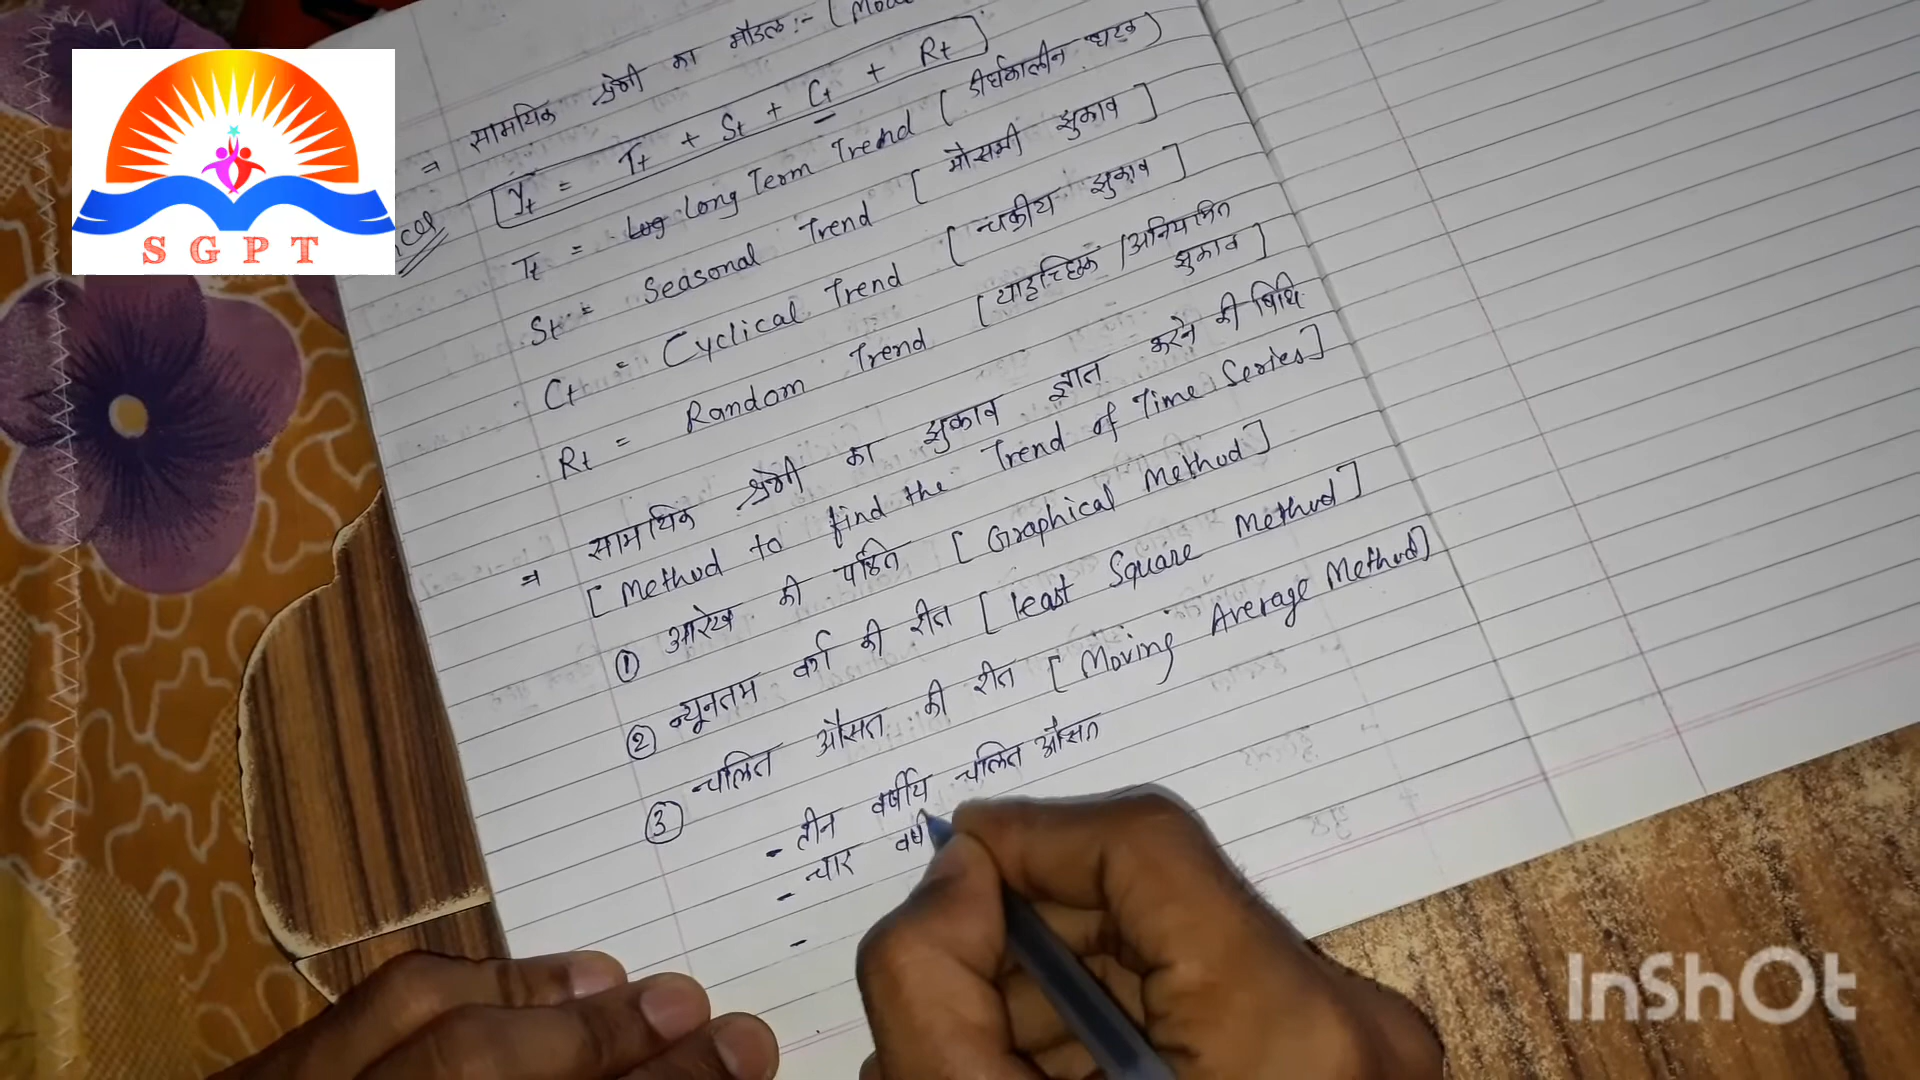 SGPT
⇒ सामयिक श्रेणी का मॉडल:- [
Yt = Tt + St + Ct + Rt
Tt = Long Term Trend [ दीर्घकालीन घटक ]
St = Seasonal Trend [ मौसमी झुकाव ]
Ct = Cyclical Trend [ चक्रीय झुकाव ]
Rt = Random Trend [ यादृच्छिक / अनियमित
झुकाव ]
⇒ सामयिक श्रेणी का झुकाव ज्ञात करने की विधि
[ Method to find the Trend of Time Series]
① आरेख की पद्धति [ Graphical Method]
② न्यूनतम वर्ग की रीत [ least Square Method]
③ चलित औसत की रीत [ Moving Average Method]
- तीन वर्षीय चलित औसत
- चार वर्षी
-
InShOt